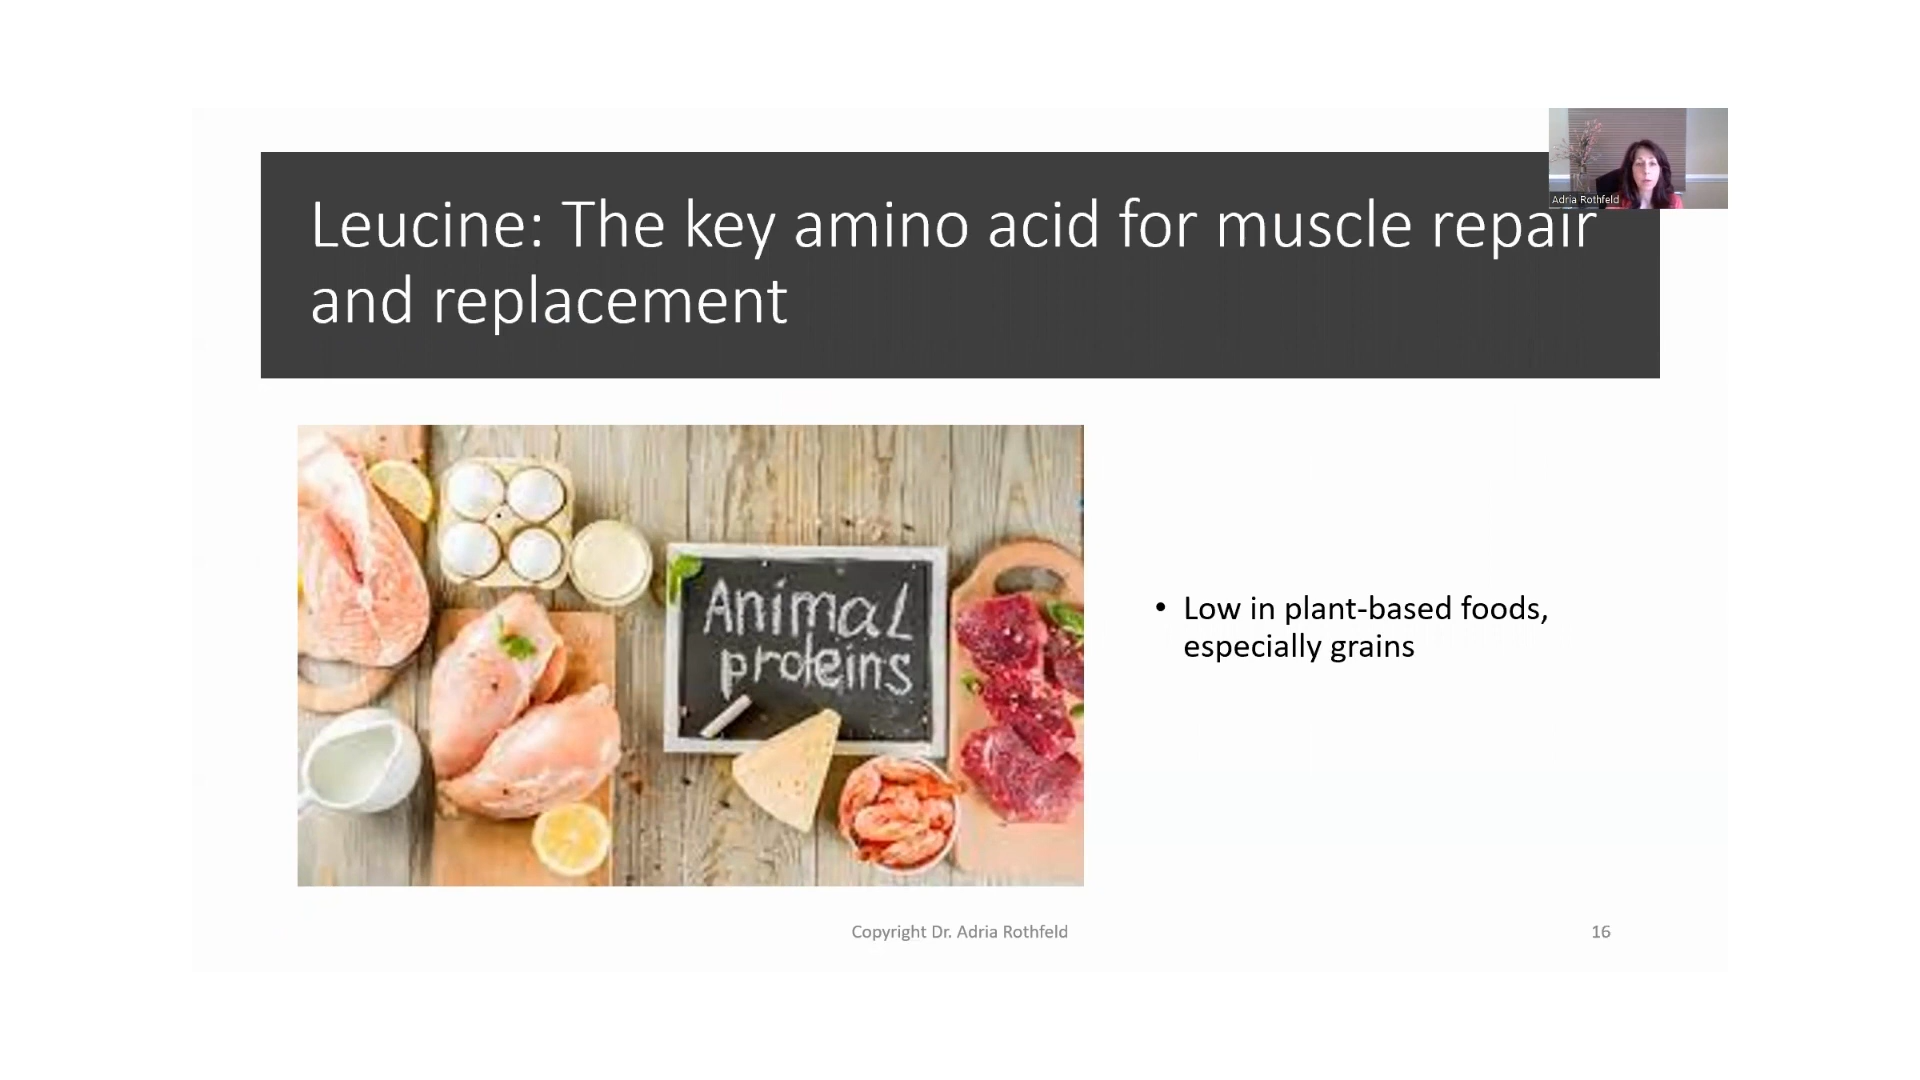 Adria Rothfeld
Leucine: The key amino acid for muscle repair
and replacement
Animal
proteins
• Low in plant-based foods,
especially grains
Copyright Dr. Adria Rothfeld
16